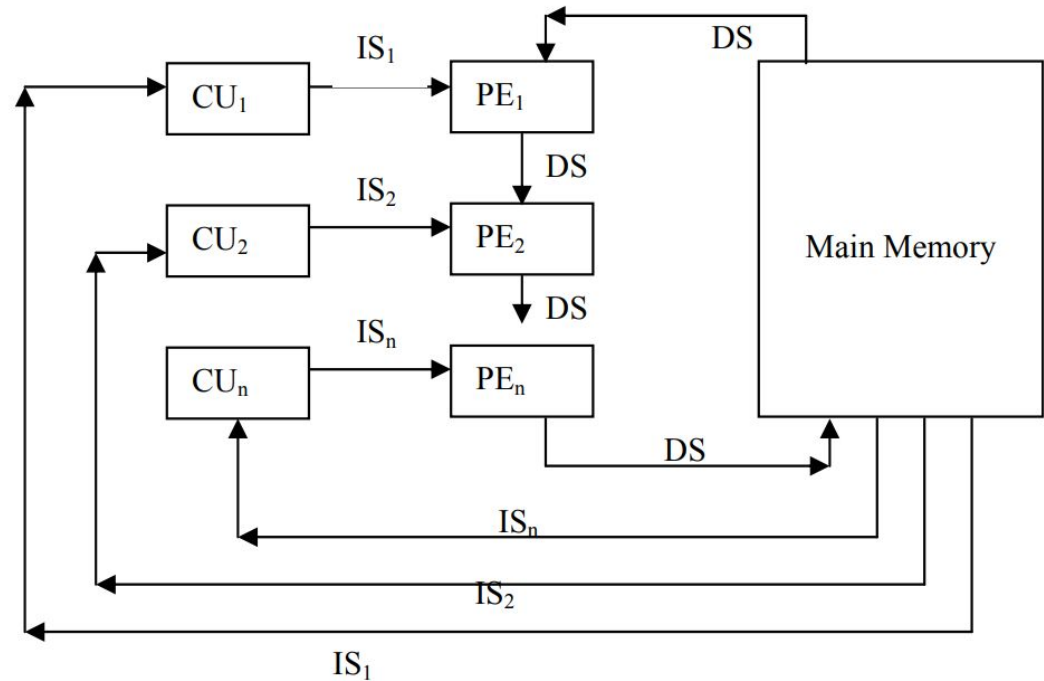 DS
IS₁
CU₁
PE₁
DS
IS₂
CU₂
PE₂
Main Memory
DS
ISₙ
CUₙ
PEₙ
DS
ISₙ
IS₂
IS₁